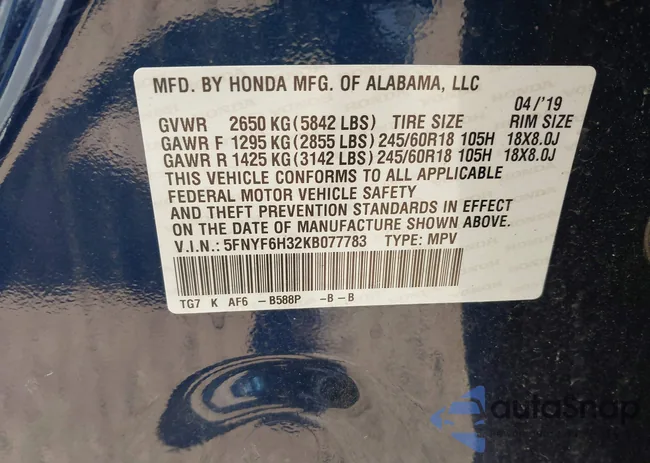 MFD. BY HONDA MFG. OF ALABAMA, LLC
04/'19
GVWR 2650 KG (5842 LBS) TIRE SIZE RIM SIZE
GAWR F 1295 KG (2855 LBS) 245/60R18 105H 18X8.0J
GAWR R 1425 KG (3142 LBS) 245/60R18 105H 18X8.0J
THIS VEHICLE CONFORMS TO ALL APPLICABLE
FEDERAL MOTOR VEHICLE SAFETY
AND THEFT PREVENTION STANDARDS IN EFFECT
ON THE DATE OF MANUFACTURE SHOWN ABOVE.
V.I.N.: 5FNYF6H32KB077783 TYPE: MPV
TG7 K AF6 -B588P -B -B
autoSnap